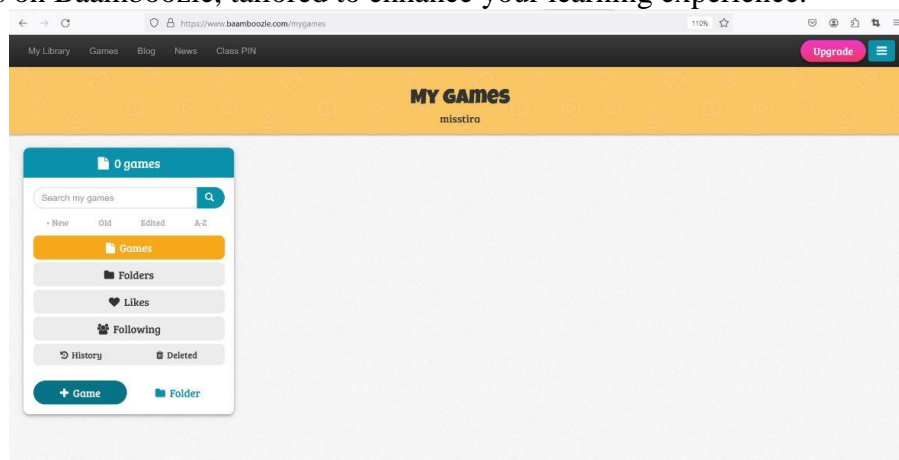 on Baamboozle, tailored to enhance your learning experience.
https://www.baamboozle.com/mygames 110%
My Library Games Blog News Class PIN Upgrade
MY GAMES
misstira
0 games
Search my games
• New Old Edited A-Z
Games
Folders
Likes
Following
History Deleted
+ Game Folder